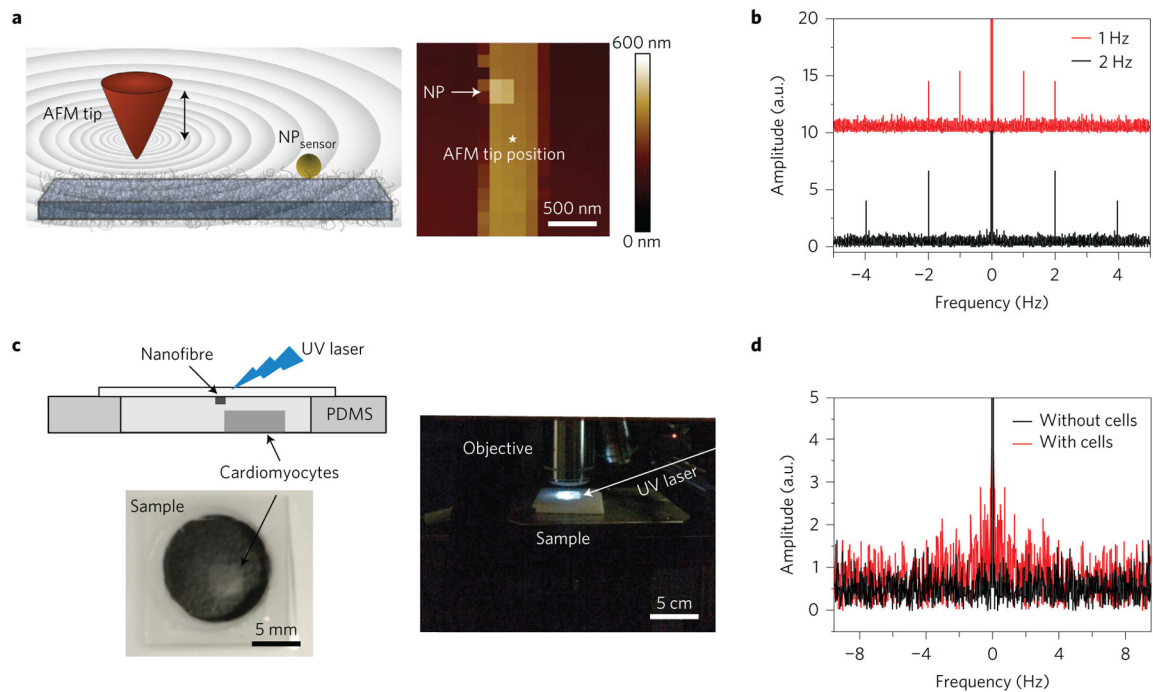 a
AFM tip
NPsensor
NP
AFM tip position
500 nm
600 nm
0 nm
b
Amplitude (a.u.)
20
15
10
5
0
1 Hz
2 Hz
−4
−2
0
2
4
Frequency (Hz)
c
Nanofibre
UV laser
PDMS
Cardiomyocytes
Sample
5 mm
Objective
UV laser
Sample
5 cm
d
Amplitude (a.u.)
5
4
3
2
1
0
Without cells
With cells
−8
−4
0
4
8
Frequency (Hz)